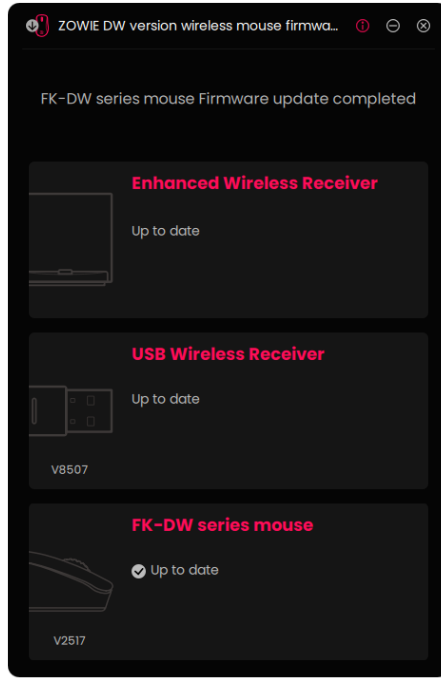 ZOWIE DW version wireless mouse firmwa...
FK-DW series mouse Firmware update completed
Enhanced Wireless Receiver
Up to date
USB Wireless Receiver
Up to date
V8507
FK-DW series mouse
Up to date
V2517